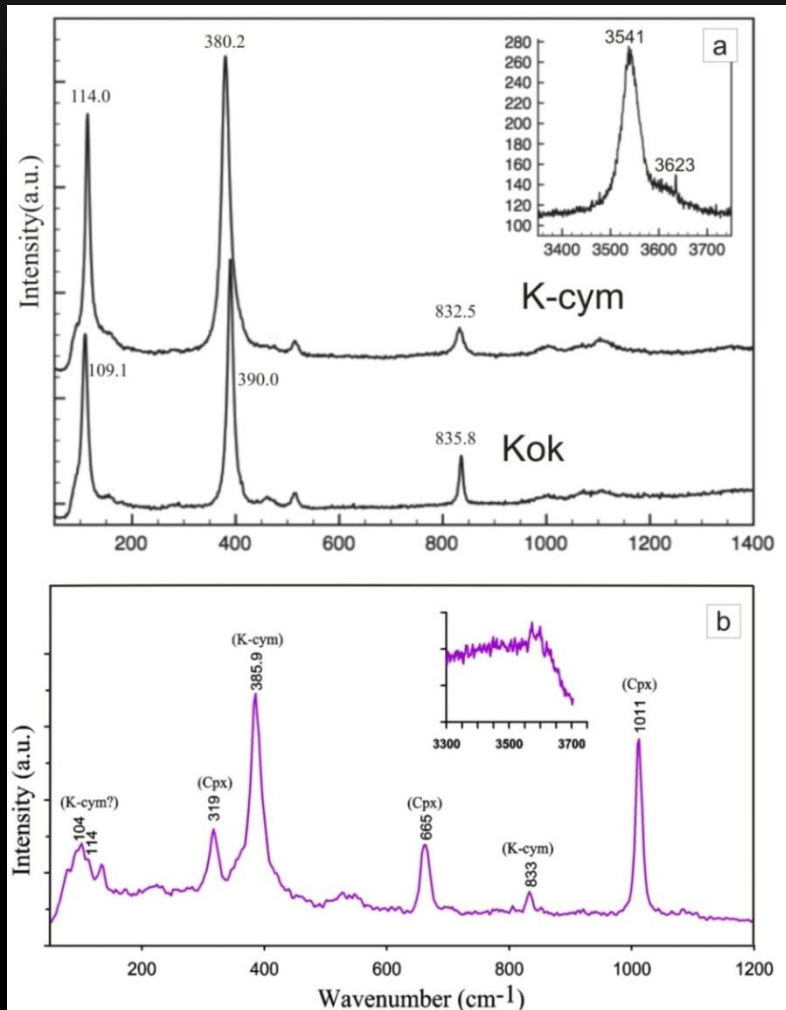 a
380.2
3541
114.0
280
260
240
220
200
180
160
140
120
100
3623
3400 3500 3600 3700
Intensity(a.u.)
K-cym
832.5
109.1
390.0
835.8
Kok
200 400 600 800 1000 1200 1400
b
(K-cym)
385.9
(Cpx)
1011
(K-cym?)
104
114
(Cpx)
319
3300 3500 3700
(Cpx)
665
(K-cym)
833
Intensity (a.u.)
200 400 600 800 1000 1200
Wavenumber (cm-1)